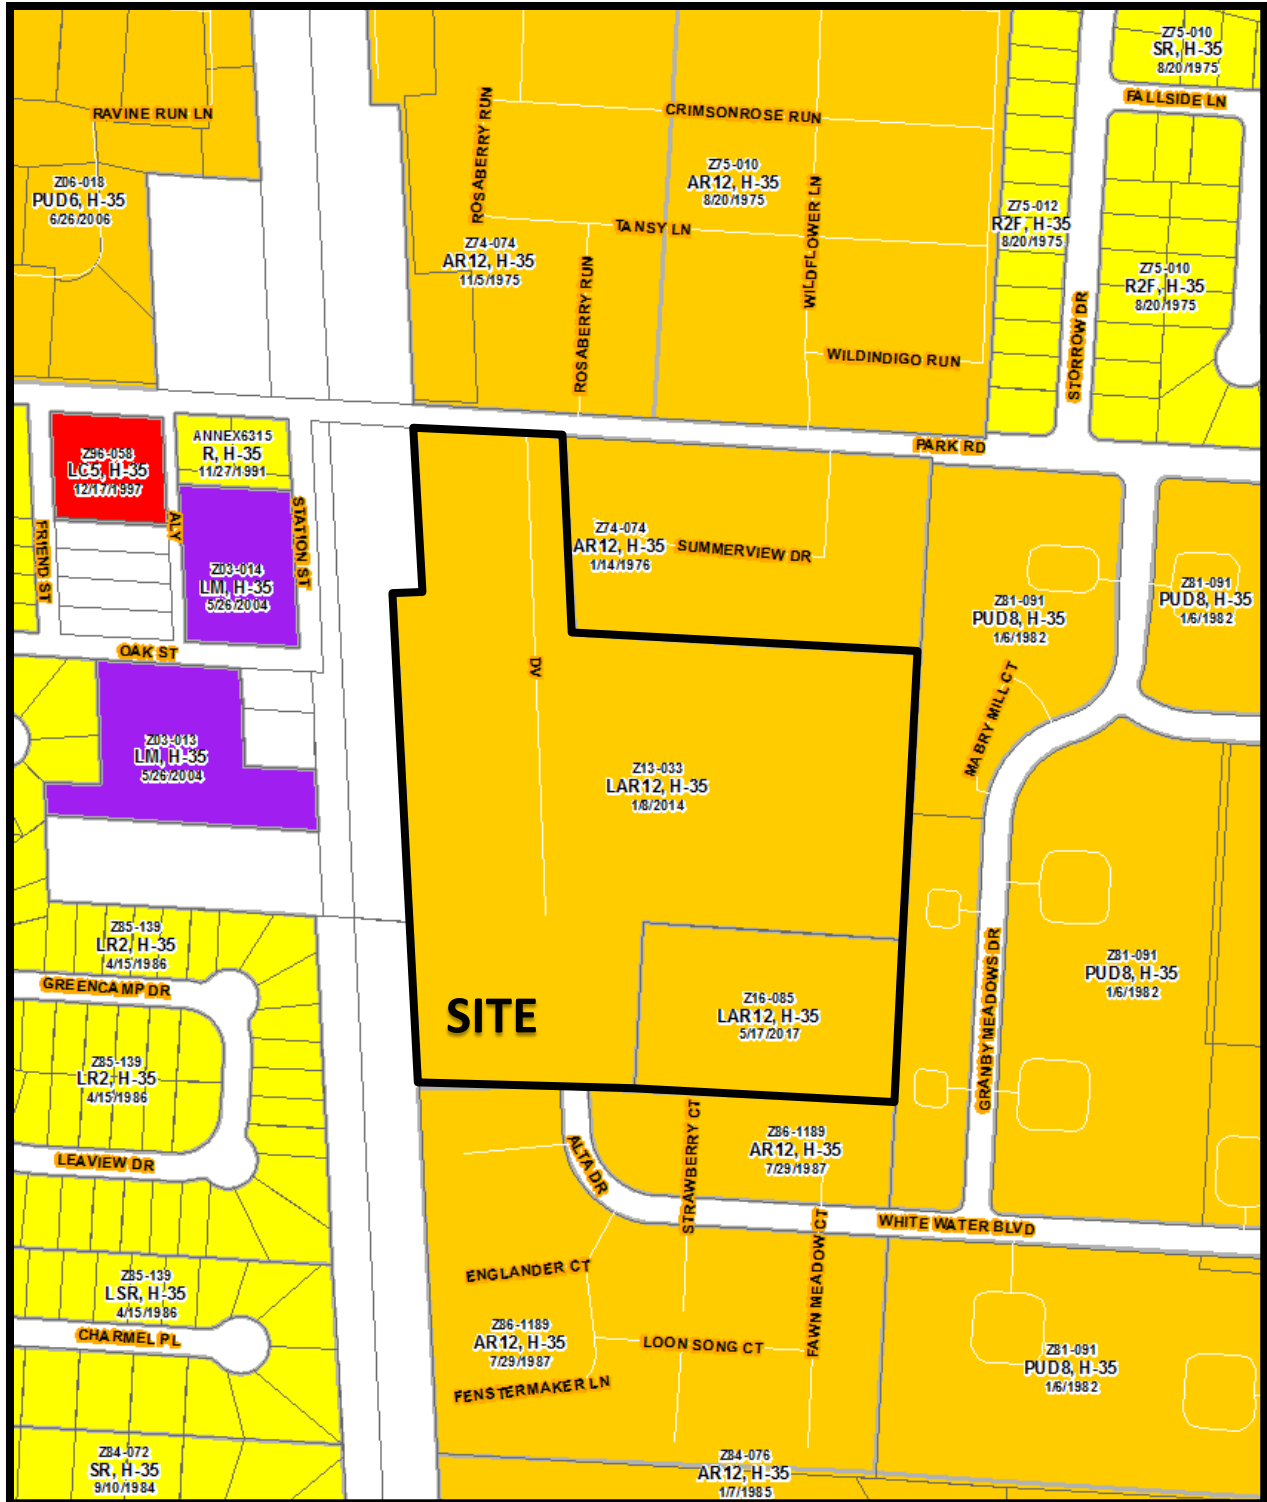 Z75-010
SR, H-35
8/20/1975
FALLSIDE LN
RAVINE RUN LN
ROSABERRY RUN
CRIMSONROSE RUN
Z06-018
PUD6, H-35
6/26/2006
Z75-010
AR12, H-35
8/20/1975
WILDFLOWER LN
Z75-012
R2F, H-35
8/20/1975
TANSY LN
Z74-074
AR12, H-35
11/5/1975
ROSABERRY RUN
Z75-010
R2F, H-35
8/20/1975
STORROW DR
WILDINDIGO RUN
PARK RD
Z96-058
LC5, H-35
12/17/1997
ANNEX6315
R, H-35
11/27/1991
FRIEND ST
ALY
STATION ST
Z03-014
LM, H-35
5/26/2004
Z74-074
AR12, H-35
1/14/1976
SUMMERVIEW DR
Z81-091
PUD8, H-35
1/6/1982
Z81-091
PUD8, H-35
1/6/1982
OAK ST
DV
MABRY MILL CT
Z03-013
LM, H-35
5/26/2004
Z13-033
LAR12, H-35
1/8/2014
Z85-139
LR2, H-35
4/15/1986
GREENCAMP DR
Z81-091
PUD8, H-35
1/6/1982
GRANBY MEADOWS DR
SITE
Z16-085
LAR12, H-35
5/17/2017
Z85-139
LR2, H-35
4/15/1986
LEAVIEW DR
ALTA DR
STRAWBERRY CT
Z86-1189
AR12, H-35
7/29/1987
WHITE WATER BLVD
FAWN MEADOW CT
ENGLANDER CT
Z85-139
LSR, H-35
4/15/1986
CHARMEL PL
Z86-1189
AR12, H-35
7/29/1987
LOON SONG CT
FENSTERMAKER LN
Z81-091
PUD8, H-35
1/6/1982
Z84-072
SR, H-35
9/10/1984
Z84-076
AR12, H-35
1/7/1985